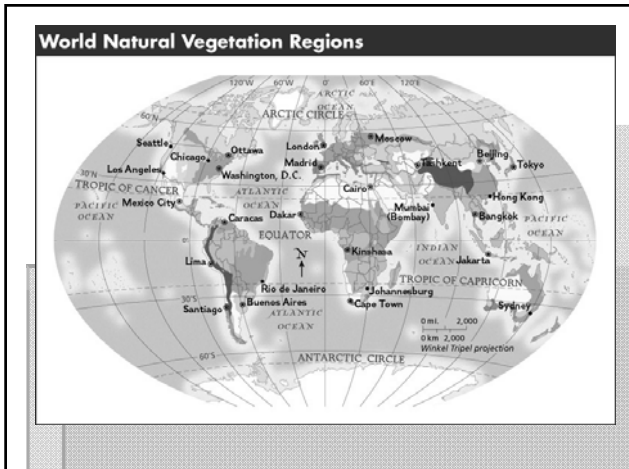 World Natural Vegetation Regions
120°W 60°W 0° 60°E 120°E
ARCTIC
OCEAN
ARCTIC CIRCLE
60°N
Seattle
Ottawa
London
Moscow
Chicago
Madrid
Tashkent
Beijing
Tokyo
Los Angeles
Washington, D.C.
30°N
TROPIC OF CANCER
ATLANTIC
OCEAN
Cairo
Hong Kong
Mexico City
PACIFIC
OCEAN
Caracas
Dakar
Mumbai
(Bombay)
Bangkok
PACIFIC
OCEAN
EQUATOR
0°
N
Kinshasa
INDIAN
OCEAN
Jakarta
Lima
TROPIC OF CAPRICORN
Rio de Janeiro
Johannesburg
30°S
Buenos Aires
Cape Town
Sydney
Santiago
ATLANTIC
OCEAN
0 mi. 2,000
0 km 2,000
Winkel Tripel projection
60°S
ANTARCTIC CIRCLE